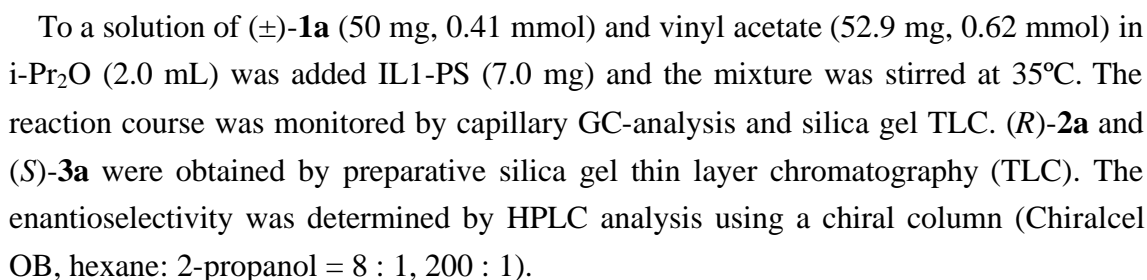 To a solution of (±)-1a (50 mg, 0.41 mmol) and vinyl acetate (52.9 mg, 0.62 mmol) in
i-Pr₂O (2.0 mL) was added IL1-PS (7.0 mg) and the mixture was stirred at 35ºC. The
reaction course was monitored by capillary GC-analysis and silica gel TLC. (R)-2a and
(S)-3a were obtained by preparative silica gel thin layer chromatography (TLC). The
enantioselectivity was determined by HPLC analysis using a chiral column (Chiralcel
OB, hexane: 2-propanol = 8 : 1, 200 : 1).